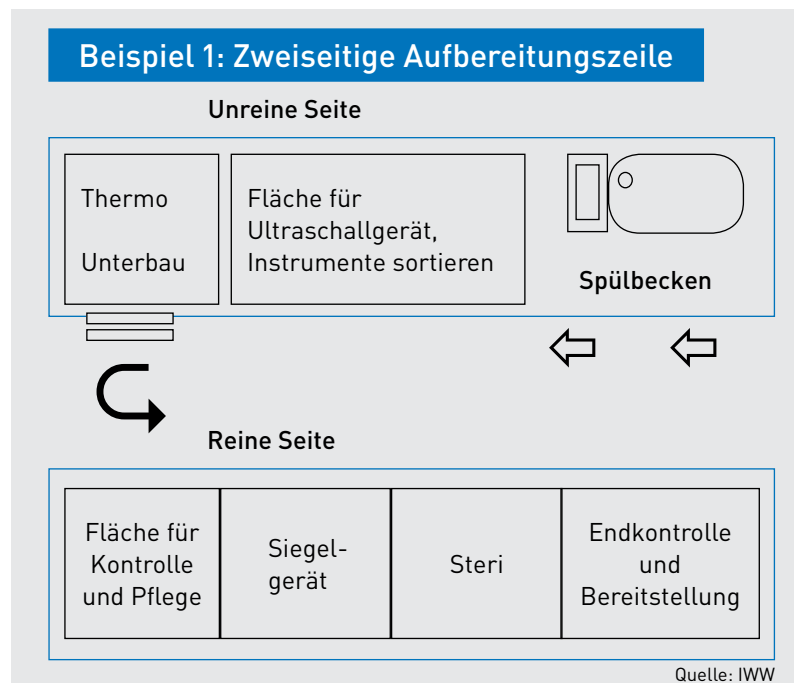 Beispiel 1: Zweiseitige Aufbereitungszeile
Unreine Seite
Thermo
Unterbau
Fläche für
Ultraschallgerät,
Instrumente sortieren
Spülbecken
Reine Seite
Fläche für
Kontrolle
und Pflege
Siegel-
gerät
Steri
Endkontrolle
und
Bereitstellung
Quelle: IWW